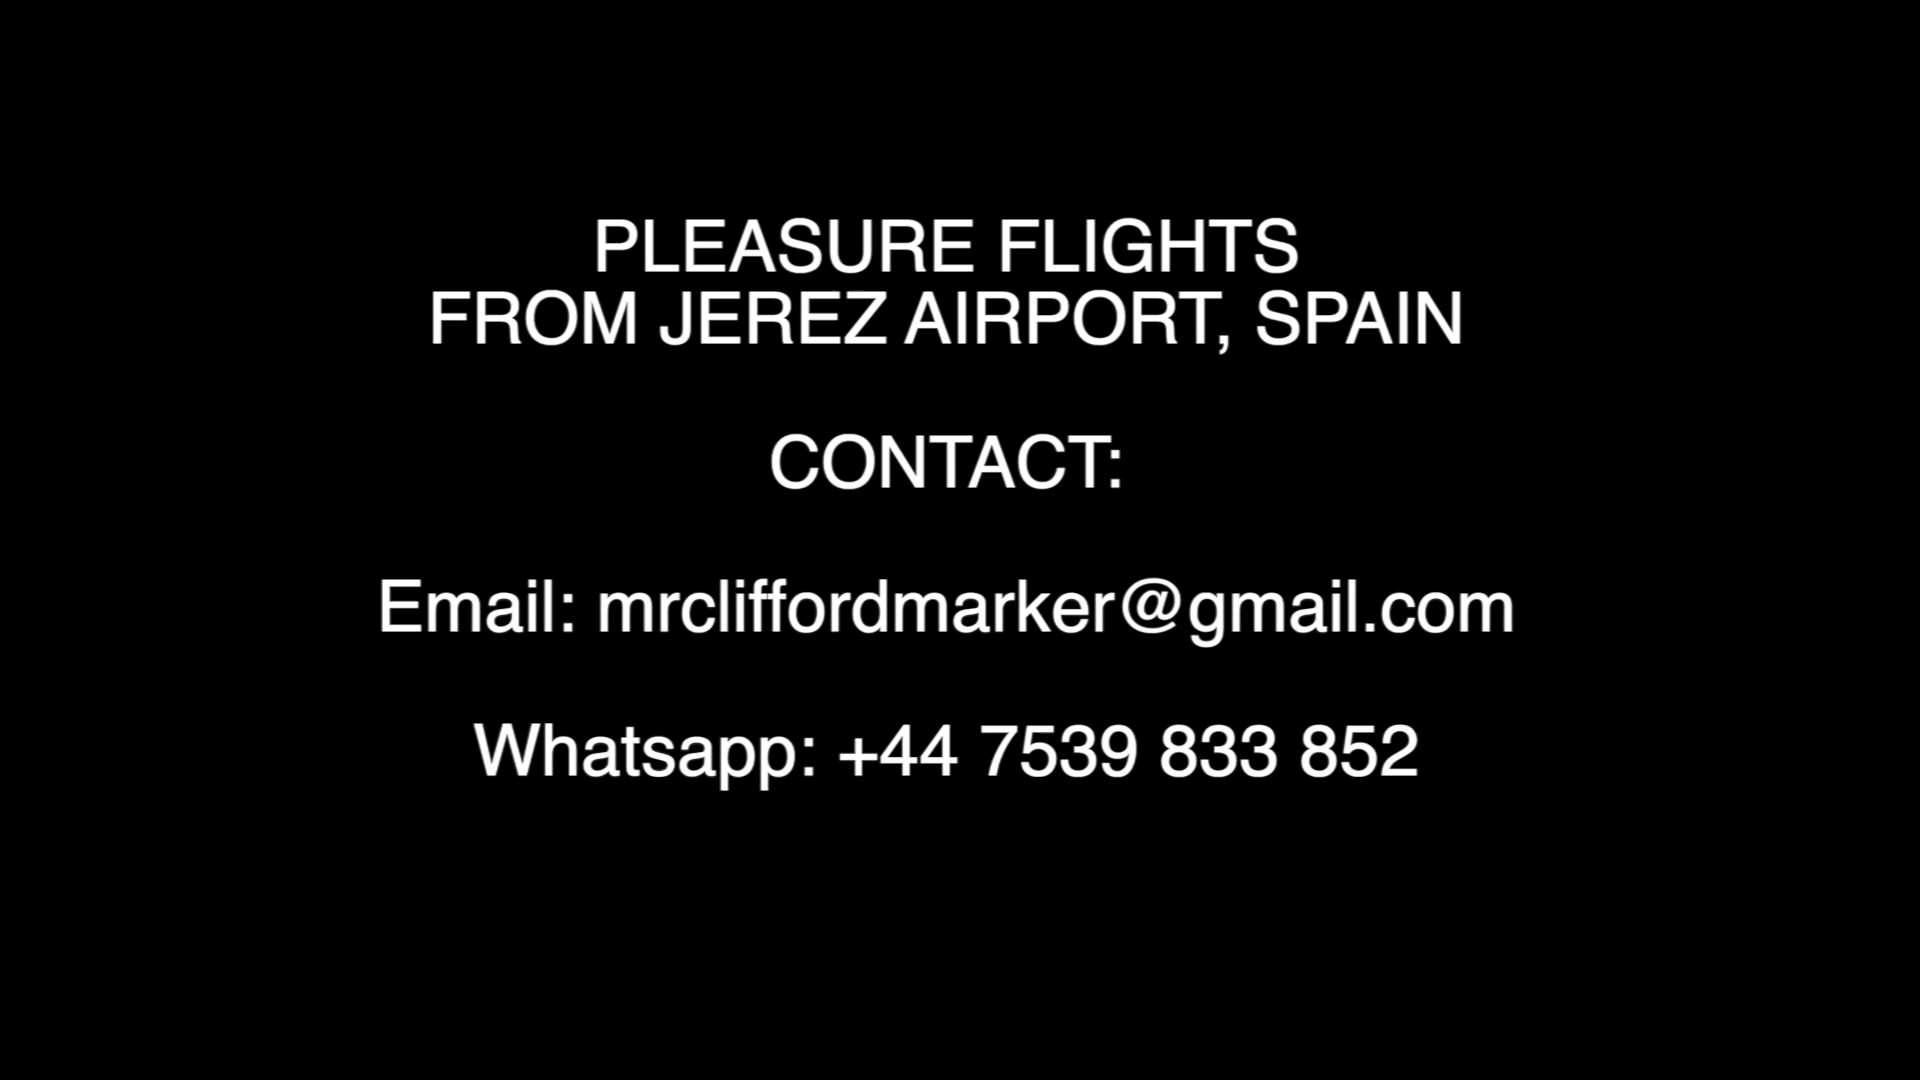 PLEASURE FLIGHTS
FROM JEREZ AIRPORT, SPAIN
CONTACT:
Email: mrcliffordmarker@gmail.com
Whatsapp: +44 7539 833 852